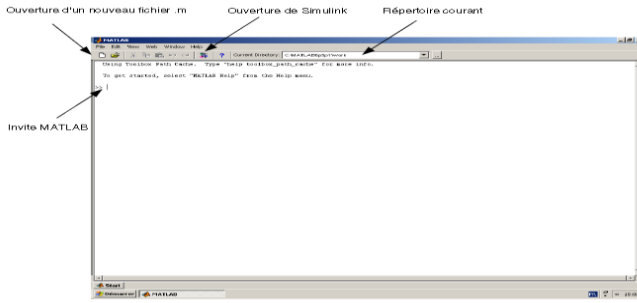 Ouverture d'un nouveau fichier .m
Ouverture de Simulink
Répertoire courant
MATLAB
File Edit View Web Window Help
Current Directory:
Using Toolbox Path Cache. Type "help toolbox_path_cache" for more info.
To get started, select "MATLAB Help" from the Help menu.
>>
Invite MATLAB
Start
Démarrer
MATLAB